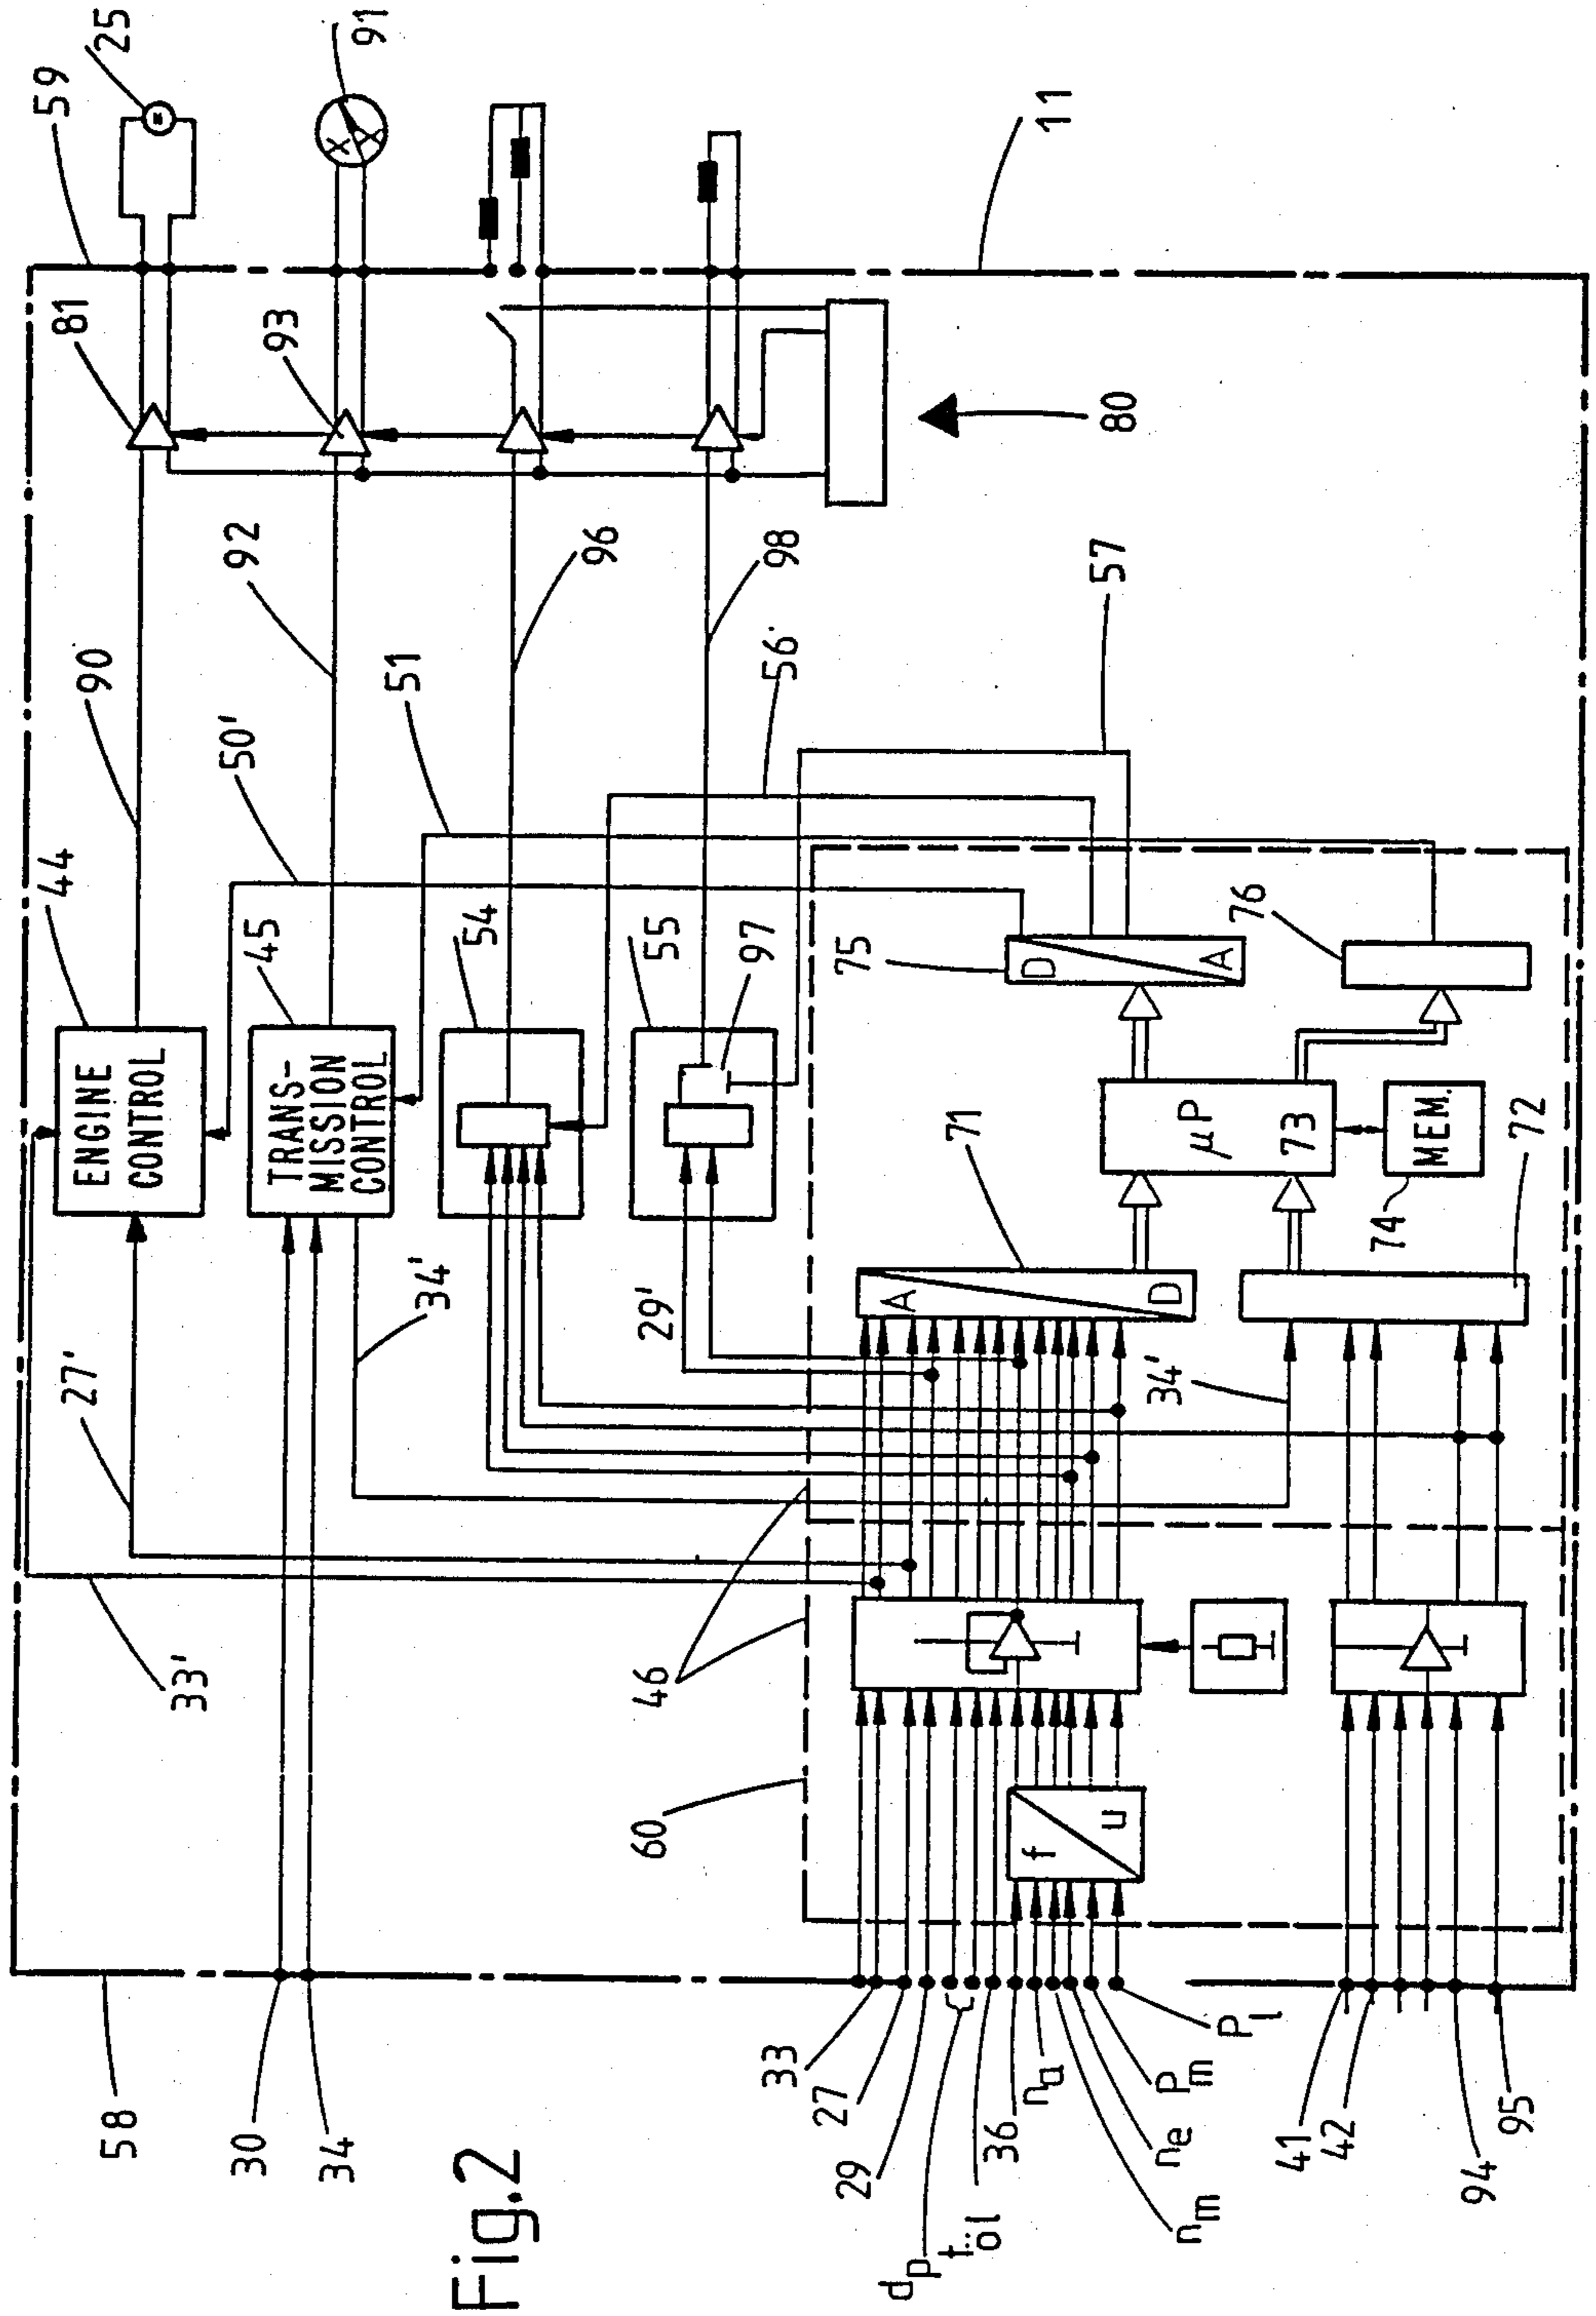 Fig.2
58
30
34
33'
27'
44
ENGINE
CONTROL
90
81
59
25
45
TRANS-
MISSION
CONTROL
50'
92
93
91
34'
54
51
96
29'
55
97
56
98
46
60
57
80
11
33
27
29
dp
töl
36
na
nm
ne
Pm
Pl
f
u
A
D
71
75
D
A
μP
73
MEM.
74
76
34'
72
41
42
94
95
X
X
=